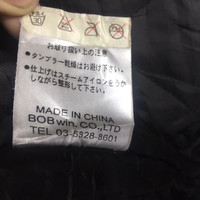 お取り扱い上の注意
●タンブラー乾燥はお避け下さい。
●仕上げはスチームアイロンをうか
しながら整形して下さい。
MADE IN CHINA
BOB win. CO.,LTD
TEL 03-5828-8601